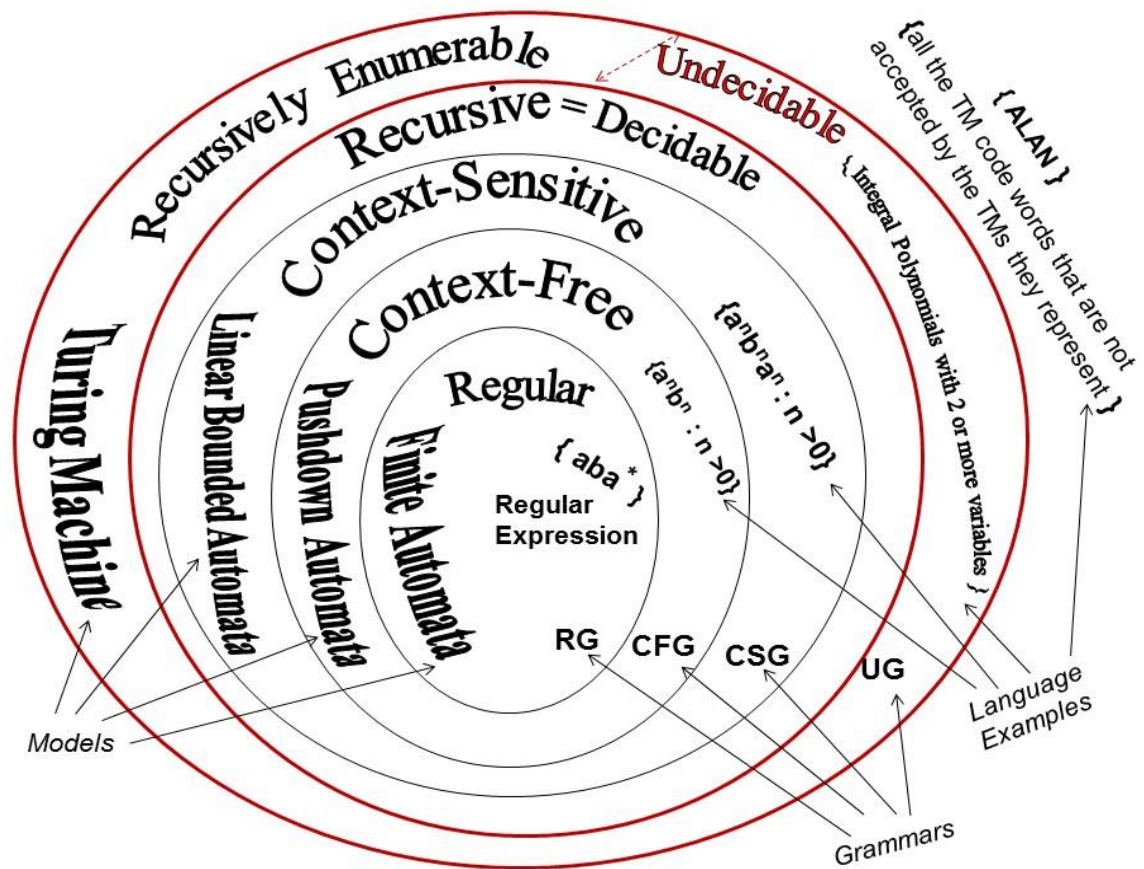 Recursively Enumerable
Undecidable
{all the TM code words that are not
accepted by the TMs they represent }
{ ALAN }
Recursive = Decidable
{ Integral Polynomials with 2 or more variables }
Context-Sensitive
Context-Free
{aⁿbⁿaⁿ : n >0}
{aⁿbⁿ : n >0}
Regular
{ aba* }
Regular
Expression
Turing Machine
Linear Bounded Automata
Pushdown Automata
Finite Automata
RG
CFG
CSG
UG
Models
Language
Examples
Grammars